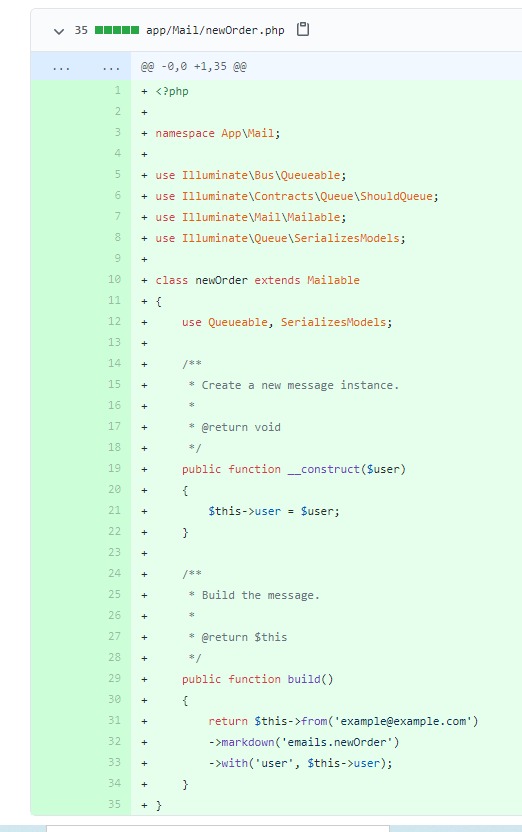 35 app/Mail/newOrder.php
... ... @@ -0,0 +1,35 @@
1 + <?php
2 +
3 + namespace App\Mail;
4 +
5 + use Illuminate\Bus\Queueable;
6 + use Illuminate\Contracts\Queue\ShouldQueue;
7 + use Illuminate\Mail\Mailable;
8 + use Illuminate\Queue\SerializesModels;
9 +
10 + class newOrder extends Mailable
11 + {
12 +     use Queueable, SerializesModels;
13 +
14 +     /**
15 +      * Create a new message instance.
16 +      *
17 +      * @return void
18 +      */
19 +     public function __construct($user)
20 +     {
21 +         $this->user = $user;
22 +     }
23 +
24 +     /**
25 +      * Build the message.
26 +      *
27 +      * @return $this
28 +      */
29 +     public function build()
30 +     {
31 +         return $this->from('example@example.com')
32 +         ->markdown('emails.newOrder')
33 +         ->with('user', $this->user);
34 +     }
35 + }